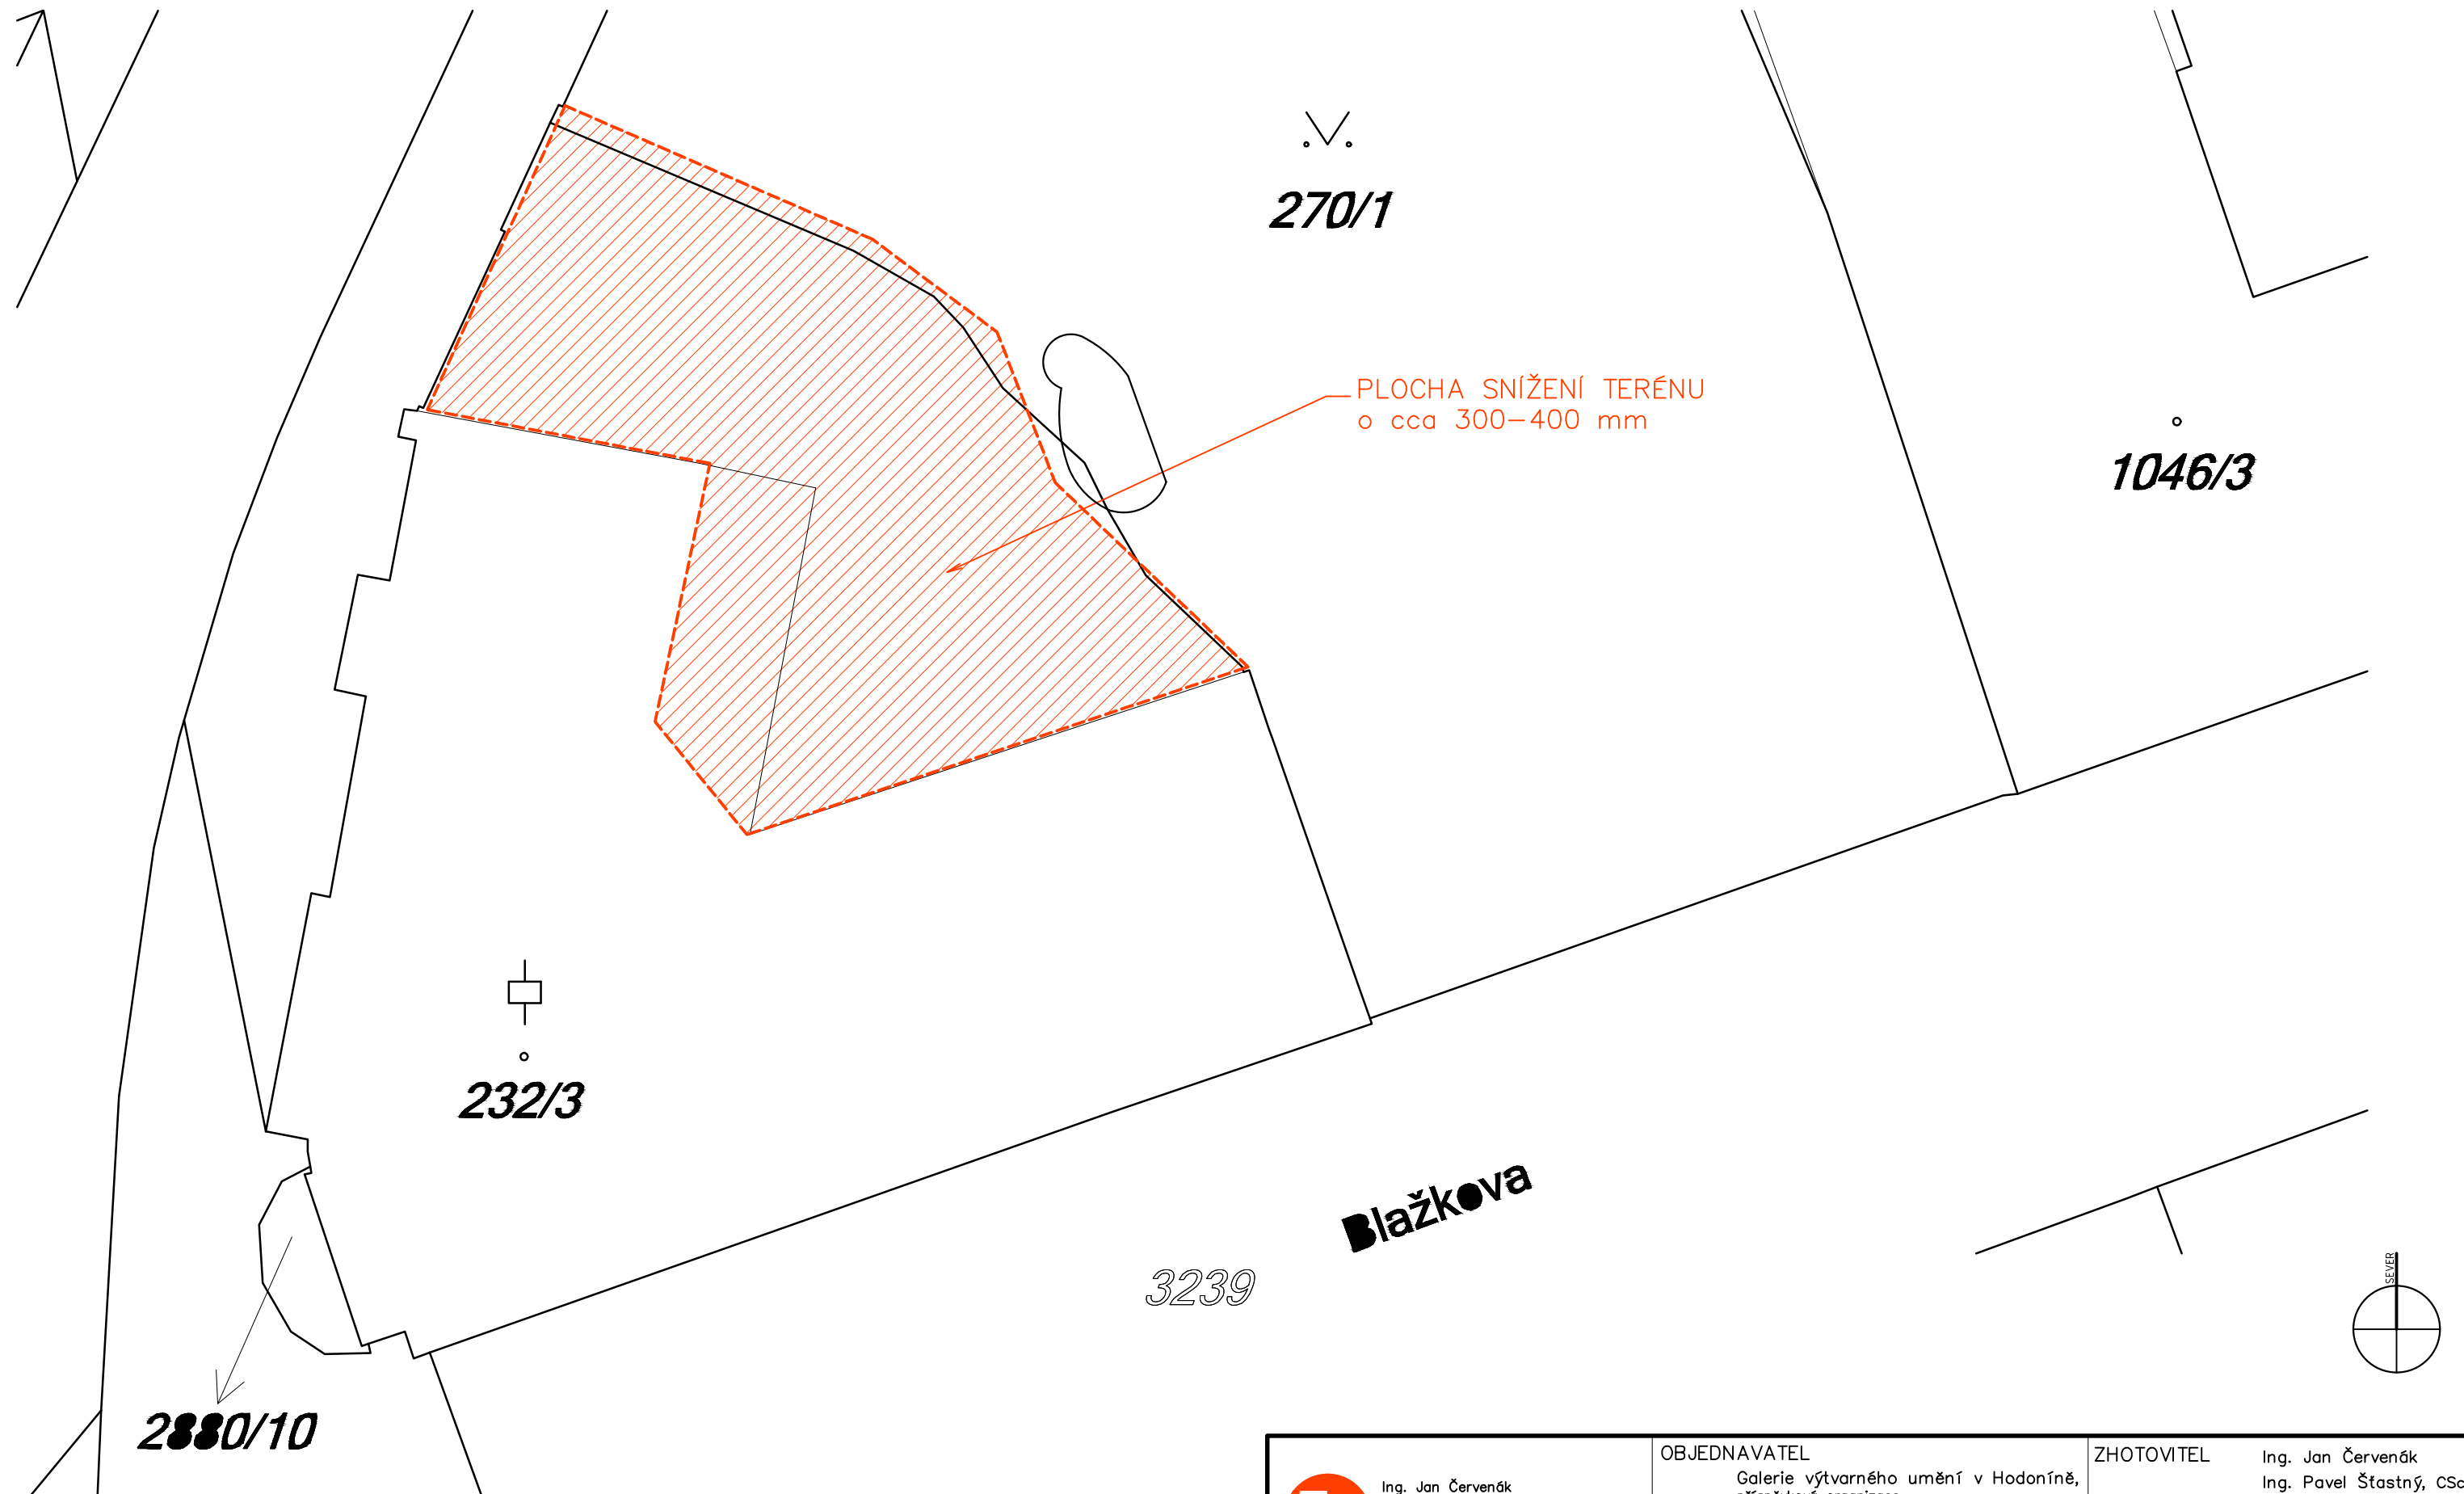 270/1
PLOCHA SNÍŽENÍ TERÉNU
o cca 300-400 mm
1046/3
232/3
Blažkova
3239
SEVER
2880/10
Ing. Jan Červenák
OBJEDNAVATEL
Galerie výtvarného umění v Hodoníně,
ZHOTOVITEL
Ing. Jan Červenák
Ing. Pavel Šťastný, CSc